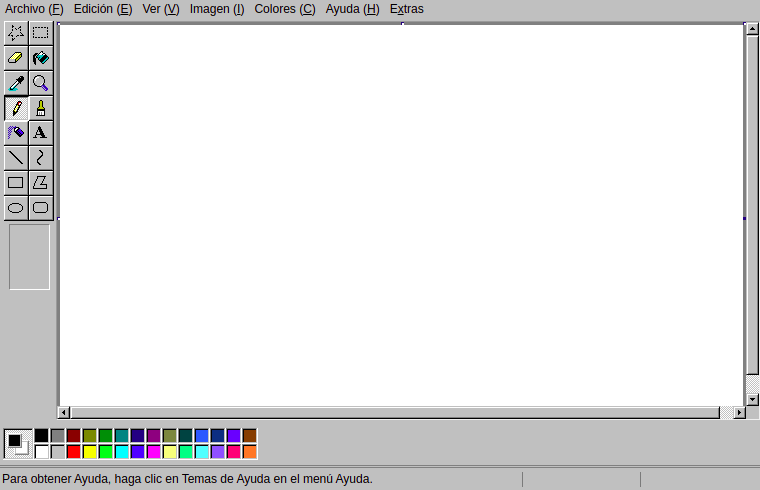 Archivo (F) Edición (E) Ver (V) Imagen (I) Colores (C) Ayuda (H) Extras
A
Para obtener Ayuda, haga clic en Temas de Ayuda en el menú Ayuda.